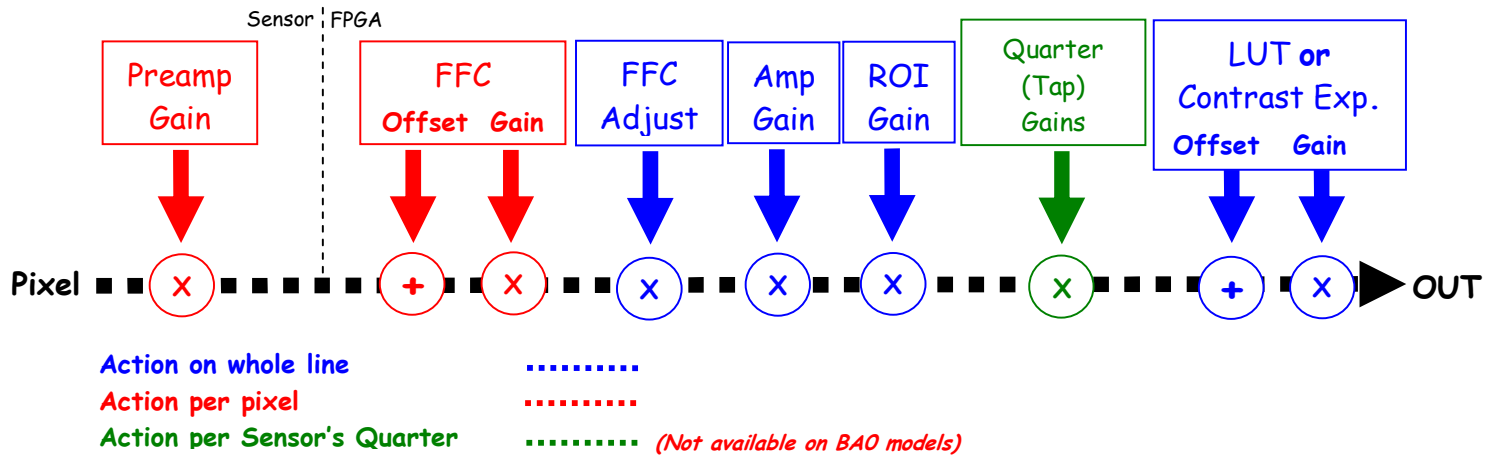 Sensor FPGA
Preamp
Gain
FFC
Offset Gain
FFC
Adjust
Amp
Gain
ROI
Gain
Quarter
(Tap)
Gains
LUT or
Contrast Exp.
Offset Gain
Pixel x + x x x x x + x OUT
Action on whole line
Action per pixel
Action per Sensor's Quarter (Not available on BA0 models)